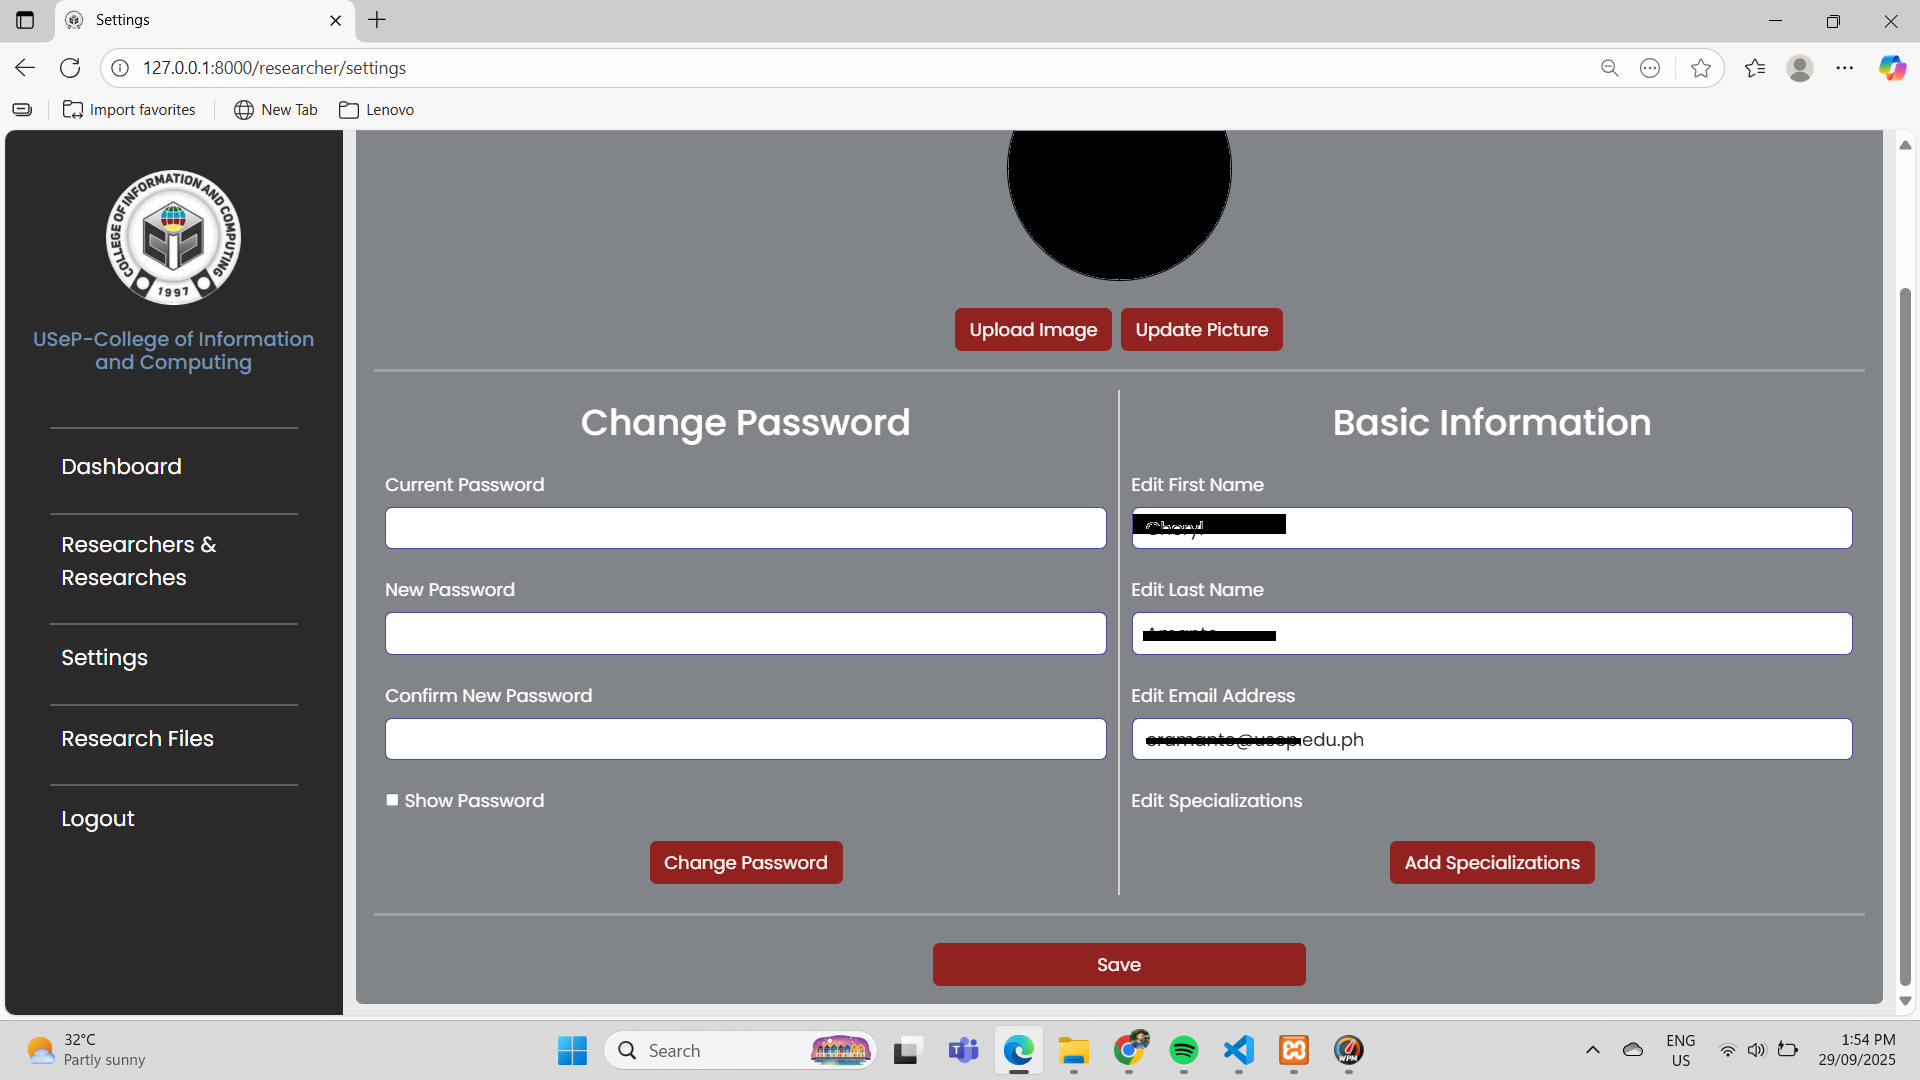 Settings
127.0.0.1:8000/researcher/settings
Import favorites
New Tab
Lenovo
COLLEGE OF INFORMATION AND COMPUTING
1997
USeP-College of Information
and Computing
Dashboard
Researchers &
Researches
Settings
Research Files
Logout
Upload Image
Update Picture
Change Password
Current Password
New Password
Confirm New Password
Show Password
Change Password
Basic Information
Edit First Name
Edit Last Name
Edit Email Address
.edu.ph
Edit Specializations
Add Specializations
Save
32°C
Partly sunny
Search
T
WPM
ENG
US
1:54 PM
29/09/2025